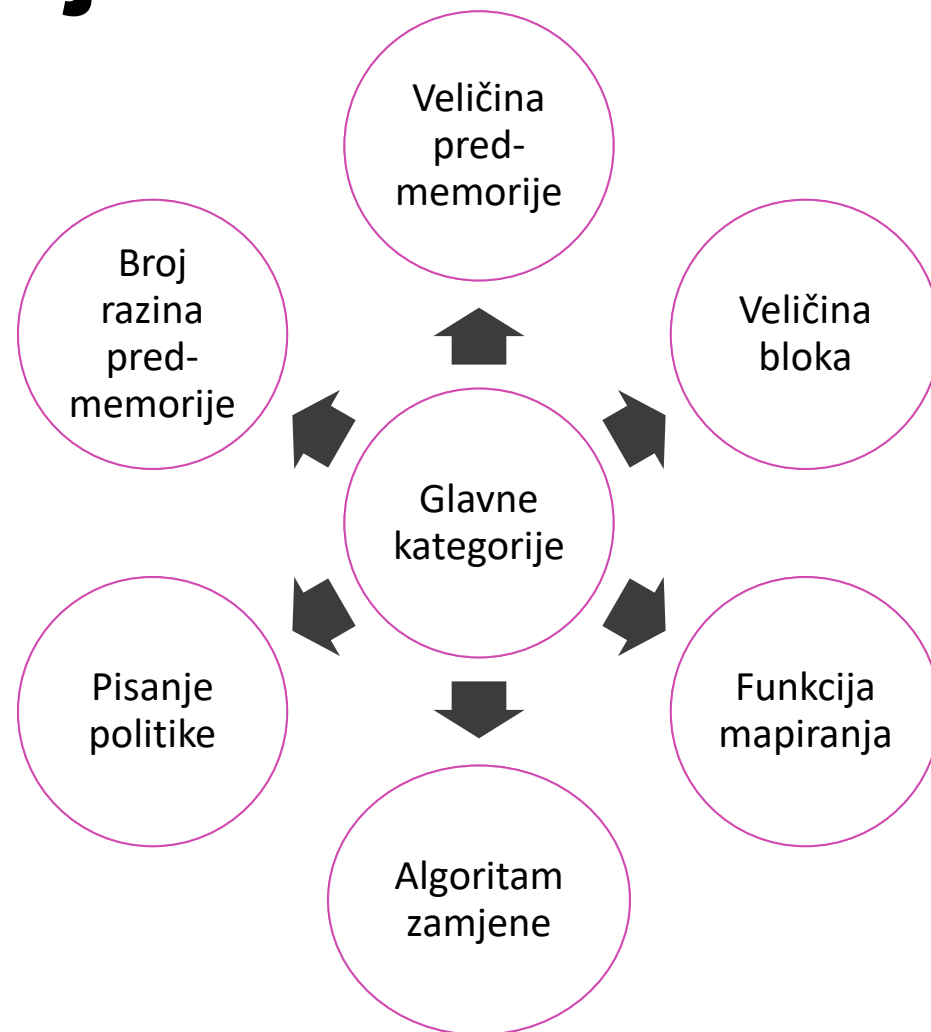 Veličina
pred-
memorije
Broj
razina
pred-
memorije
Veličina
bloka
Glavne
kategorije
Pisanje
politike
Funkcija
mapiranja
Algoritam
zamjene